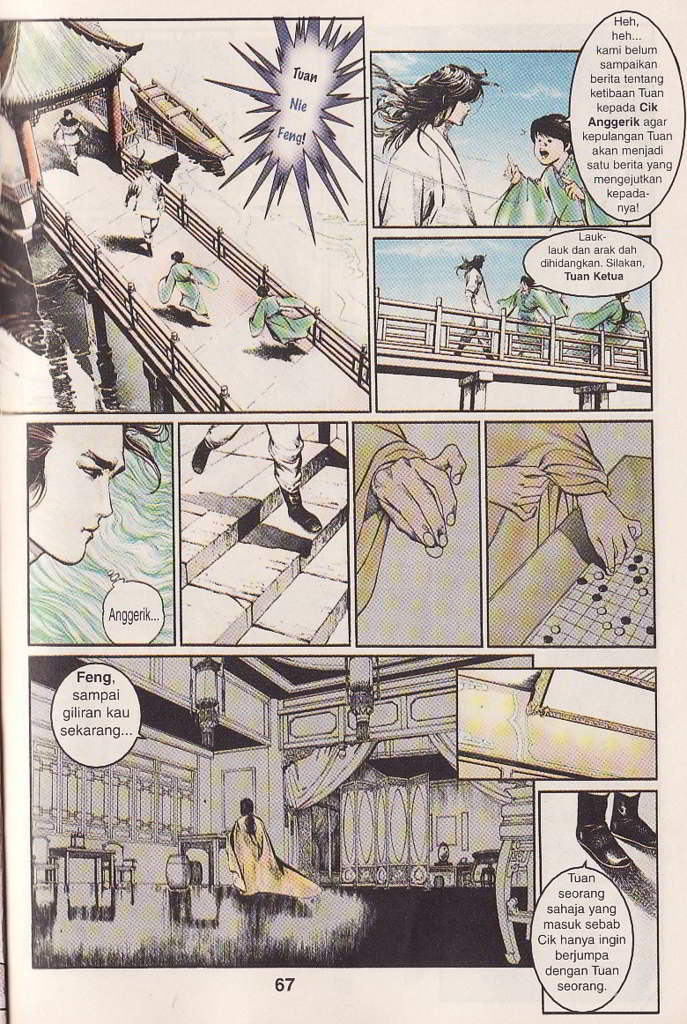 Tuan
Nie
Feng!
Heh,
heh...
kami belum
sampaikan
berita tentang
ketibaan Tuan
kepada Cik
Anggerik agar
kepulangan Tuan
akan menjadi
satu berita yang
mengejutkan
kepada-
nya!
Lauk-
lauk dan arak dah
dihidangkan. Silakan,
Tuan Ketua
Anggerik...
Feng,
sampai
giliran kau
sekarang...
Tuan
seorang
sahaja yang
masuk sebab
Cik hanya ingin
berjumpa
dengan Tuan
seorang.
67